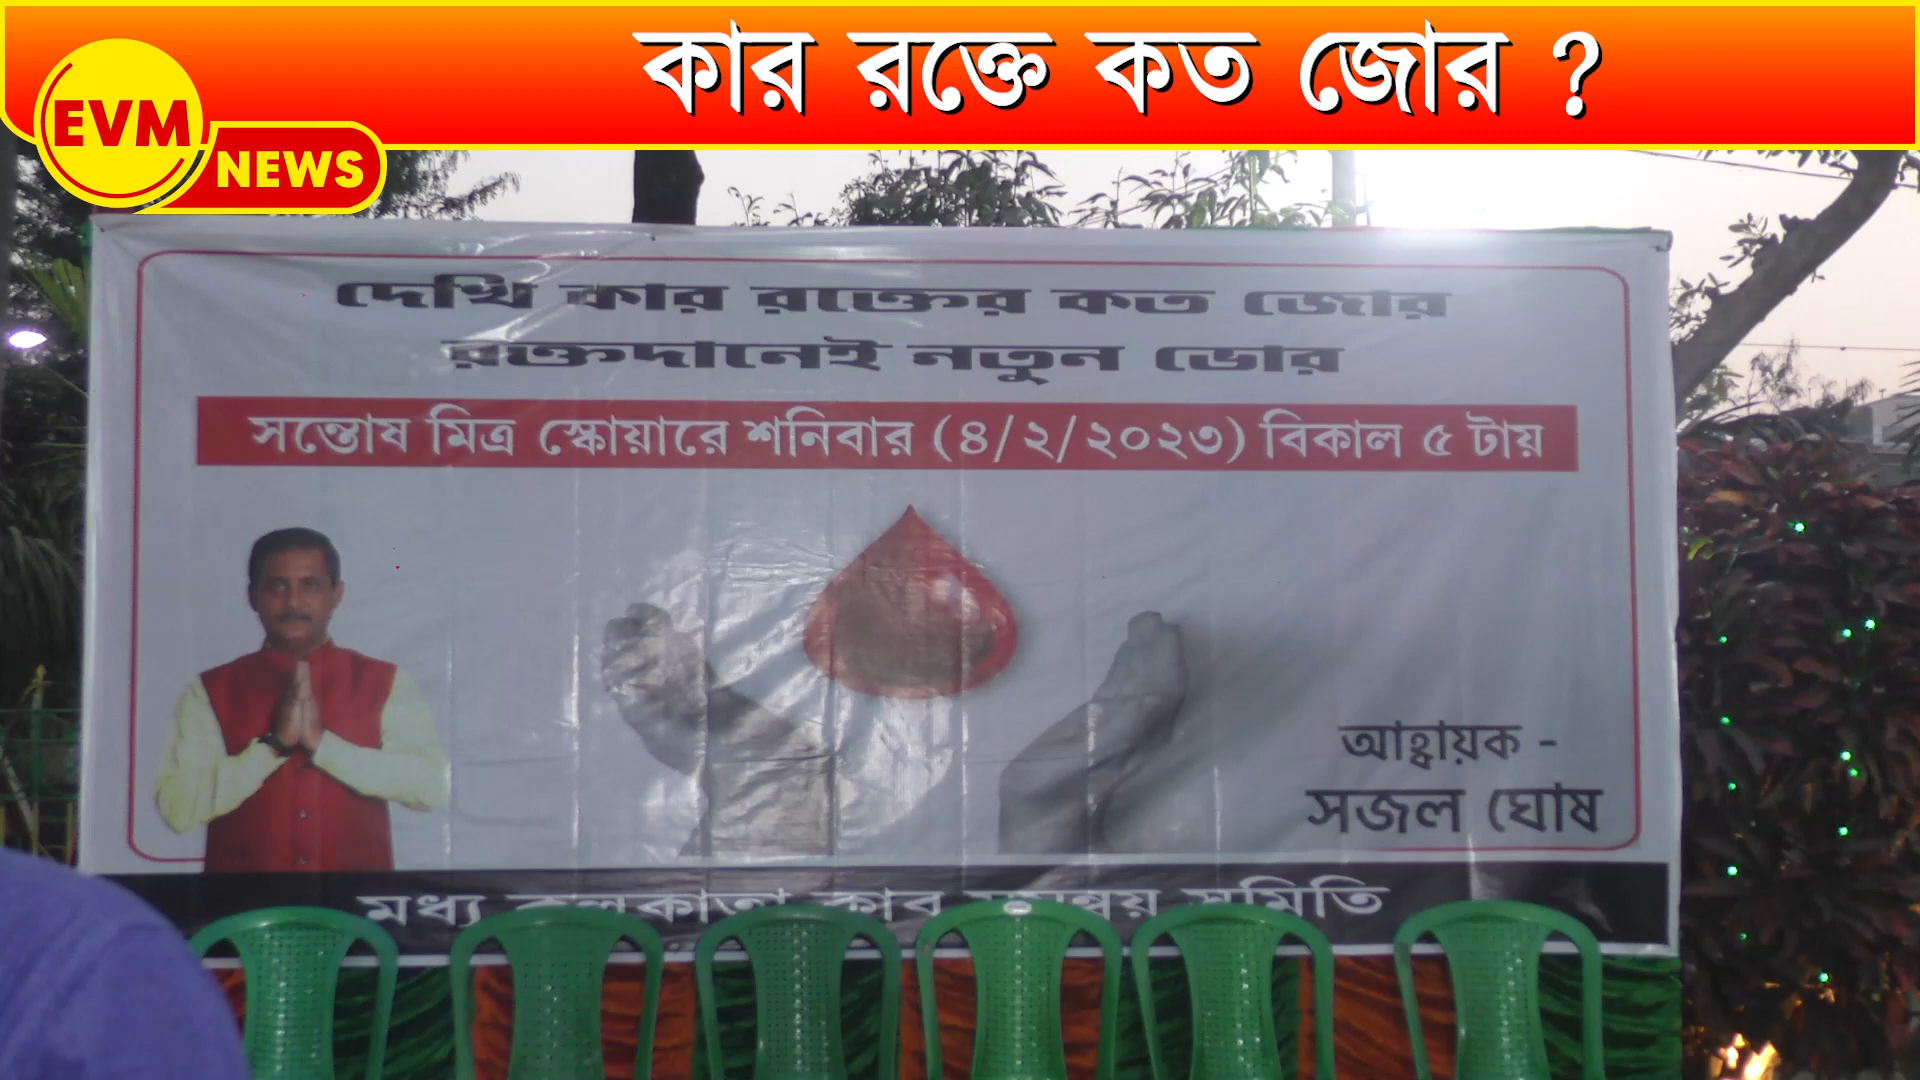 কার রক্তে কত জোর ?
EVM
NEWS
দেখি কার রক্তের কত জোর
রক্তদানেই নতুন ভোর
সন্তোষ মিত্র স্কোয়ারে শনিবার (৪/২/২০২৩) বিকাল ৫ টায়
আহ্বায়ক -
সজল ঘোষ
মধ্য কলকাতা সমিতি